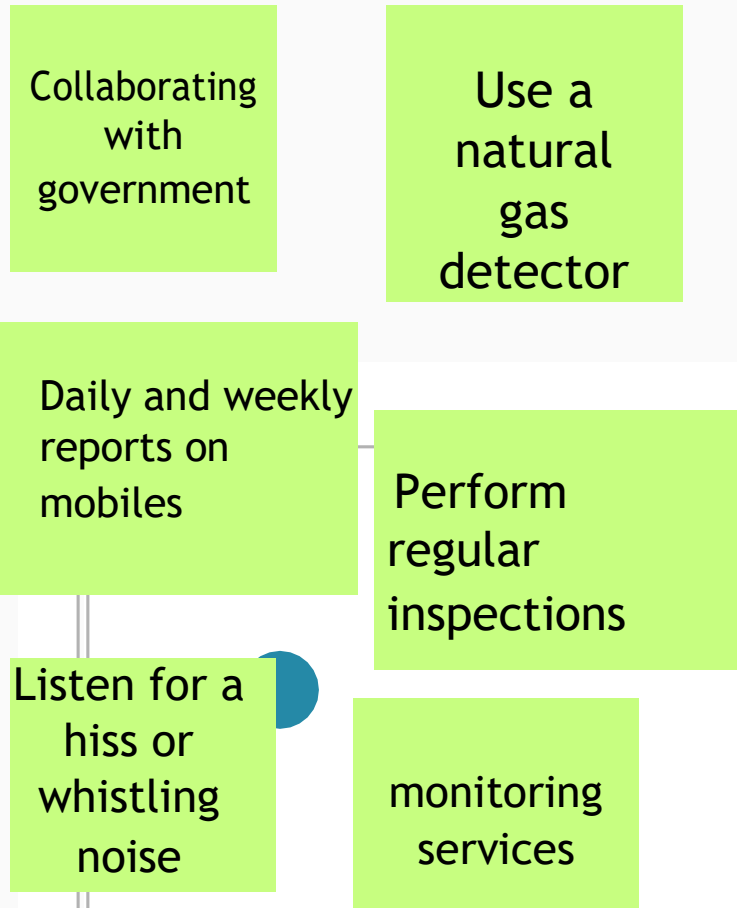 Collaborating
with
government
Use a
natural
gas
detector
Daily and weekly
reports on
mobiles
Perform
regular
inspections
Listen for a
hiss or
whistling
noise
monitoring
services